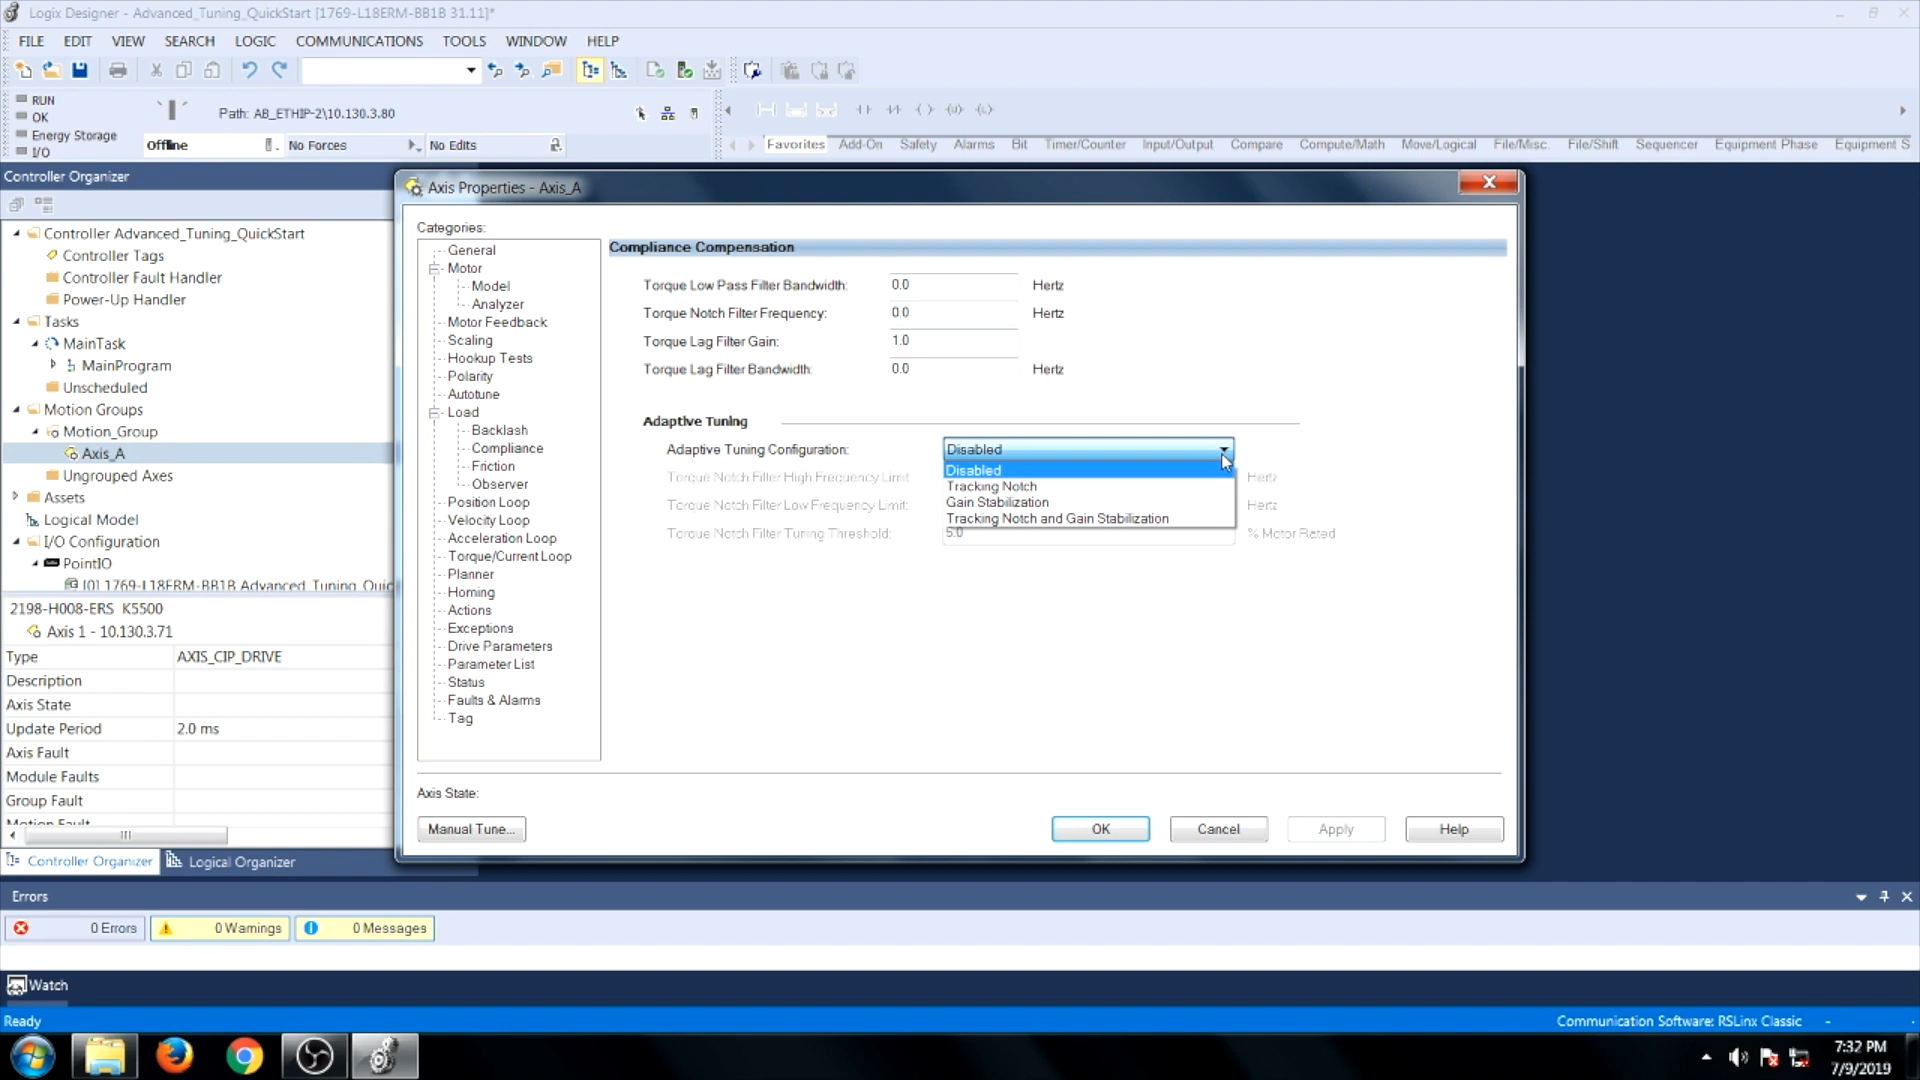 Logix Designer - Advanced_Tuning_QuickStart [1769-L18ERM-BB1B 31.11]*
FILE EDIT VIEW SEARCH LOGIC COMMUNICATIONS TOOLS WINDOW HELP
RUN
OK
Energy Storage
I/O
Path: AB_ETHIP-2\10.130.3.80
Offline No Forces No Edits
Favorites Add-On Safety Alarms Bit Timer/Counter Input/Output Compare Compute/Math Move/Logical File/Misc. File/Shift Sequencer Equipment Phase Equipment S
Controller Organizer
Controller Advanced_Tuning_QuickStart
Controller Tags
Controller Fault Handler
Power-Up Handler
Tasks
MainTask
MainProgram
Unscheduled
Motion Groups
Motion_Group
Axis_A
Ungrouped Axes
Assets
Logical Model
I/O Configuration
PointIO
[0] 1769-L18ERM-BB1B Advanced_Tuning_Quic
2198-H008-ERS K5500
Axis 1 - 10.130.3.71
Type AXIS_CIP_DRIVE
Description
Axis State
Update Period 2.0 ms
Axis Fault
Module Faults
Group Fault
Motion Fault
Controller Organizer Logical Organizer
Axis Properties - Axis_A
Categories:
General
Motor
Model
Analyzer
Motor Feedback
Scaling
Hookup Tests
Polarity
Autotune
Load
Backlash
Compliance
Friction
Observer
Position Loop
Velocity Loop
Acceleration Loop
Torque/Current Loop
Planner
Homing
Actions
Exceptions
Drive Parameters
Parameter List
Status
Faults & Alarms
Tag
Compliance Compensation
Torque Low Pass Filter Bandwidth: 0.0 Hertz
Torque Notch Filter Frequency: 0.0 Hertz
Torque Lag Filter Gain: 1.0
Torque Lag Filter Bandwidth: 0.0 Hertz
Adaptive Tuning
Adaptive Tuning Configuration: Disabled
Disabled
Tracking Notch
Gain Stabilization
Tracking Notch and Gain Stabilization
Torque Notch Filter High Frequency Limit Hertz
Torque Notch Filter Low Frequency Limit: Hertz
Torque Notch Filter Tuning Threshold: 5.0 % Motor Rated
Axis State:
Manual Tune... OK Cancel Apply Help
Errors
0 Errors 0 Warnings 0 Messages
Watch
Ready
Communication Software: RSLinx Classic
7:32 PM
7/9/2019